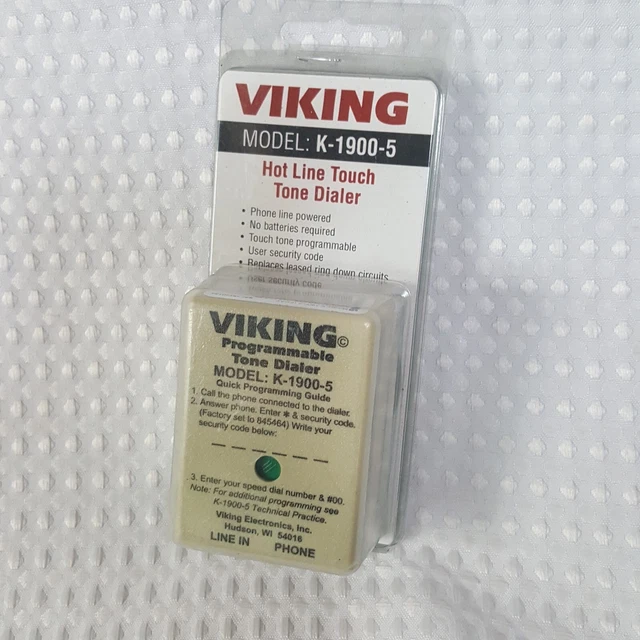 VIKING
MODEL: K-1900-5
Hot Line Touch
Tone Dialer
• Phone line powered
• No batteries required
• Touch tone programmable
• User security code
• Replaces leased ring down circuits
VIKING©
Programmable
Tone Dialer
MODEL: K-1900-5
Quick Programming Guide
1. Call the phone connected to the dialer.
2. Answer phone. Enter ✱ & security code.
(Factory set to 845464) Write your
security code below:
_ _ _ _ _ _
3. Enter your speed dial number & #00.
Note: For additional programming see
K-1900-5 Technical Practice.
Viking Electronics, Inc.
Hudson, WI 54016
LINE IN PHONE